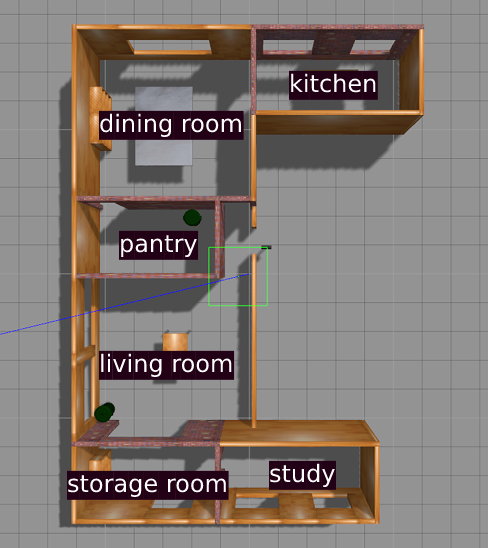 kitchen
dining room
pantry
living room
study
storage room